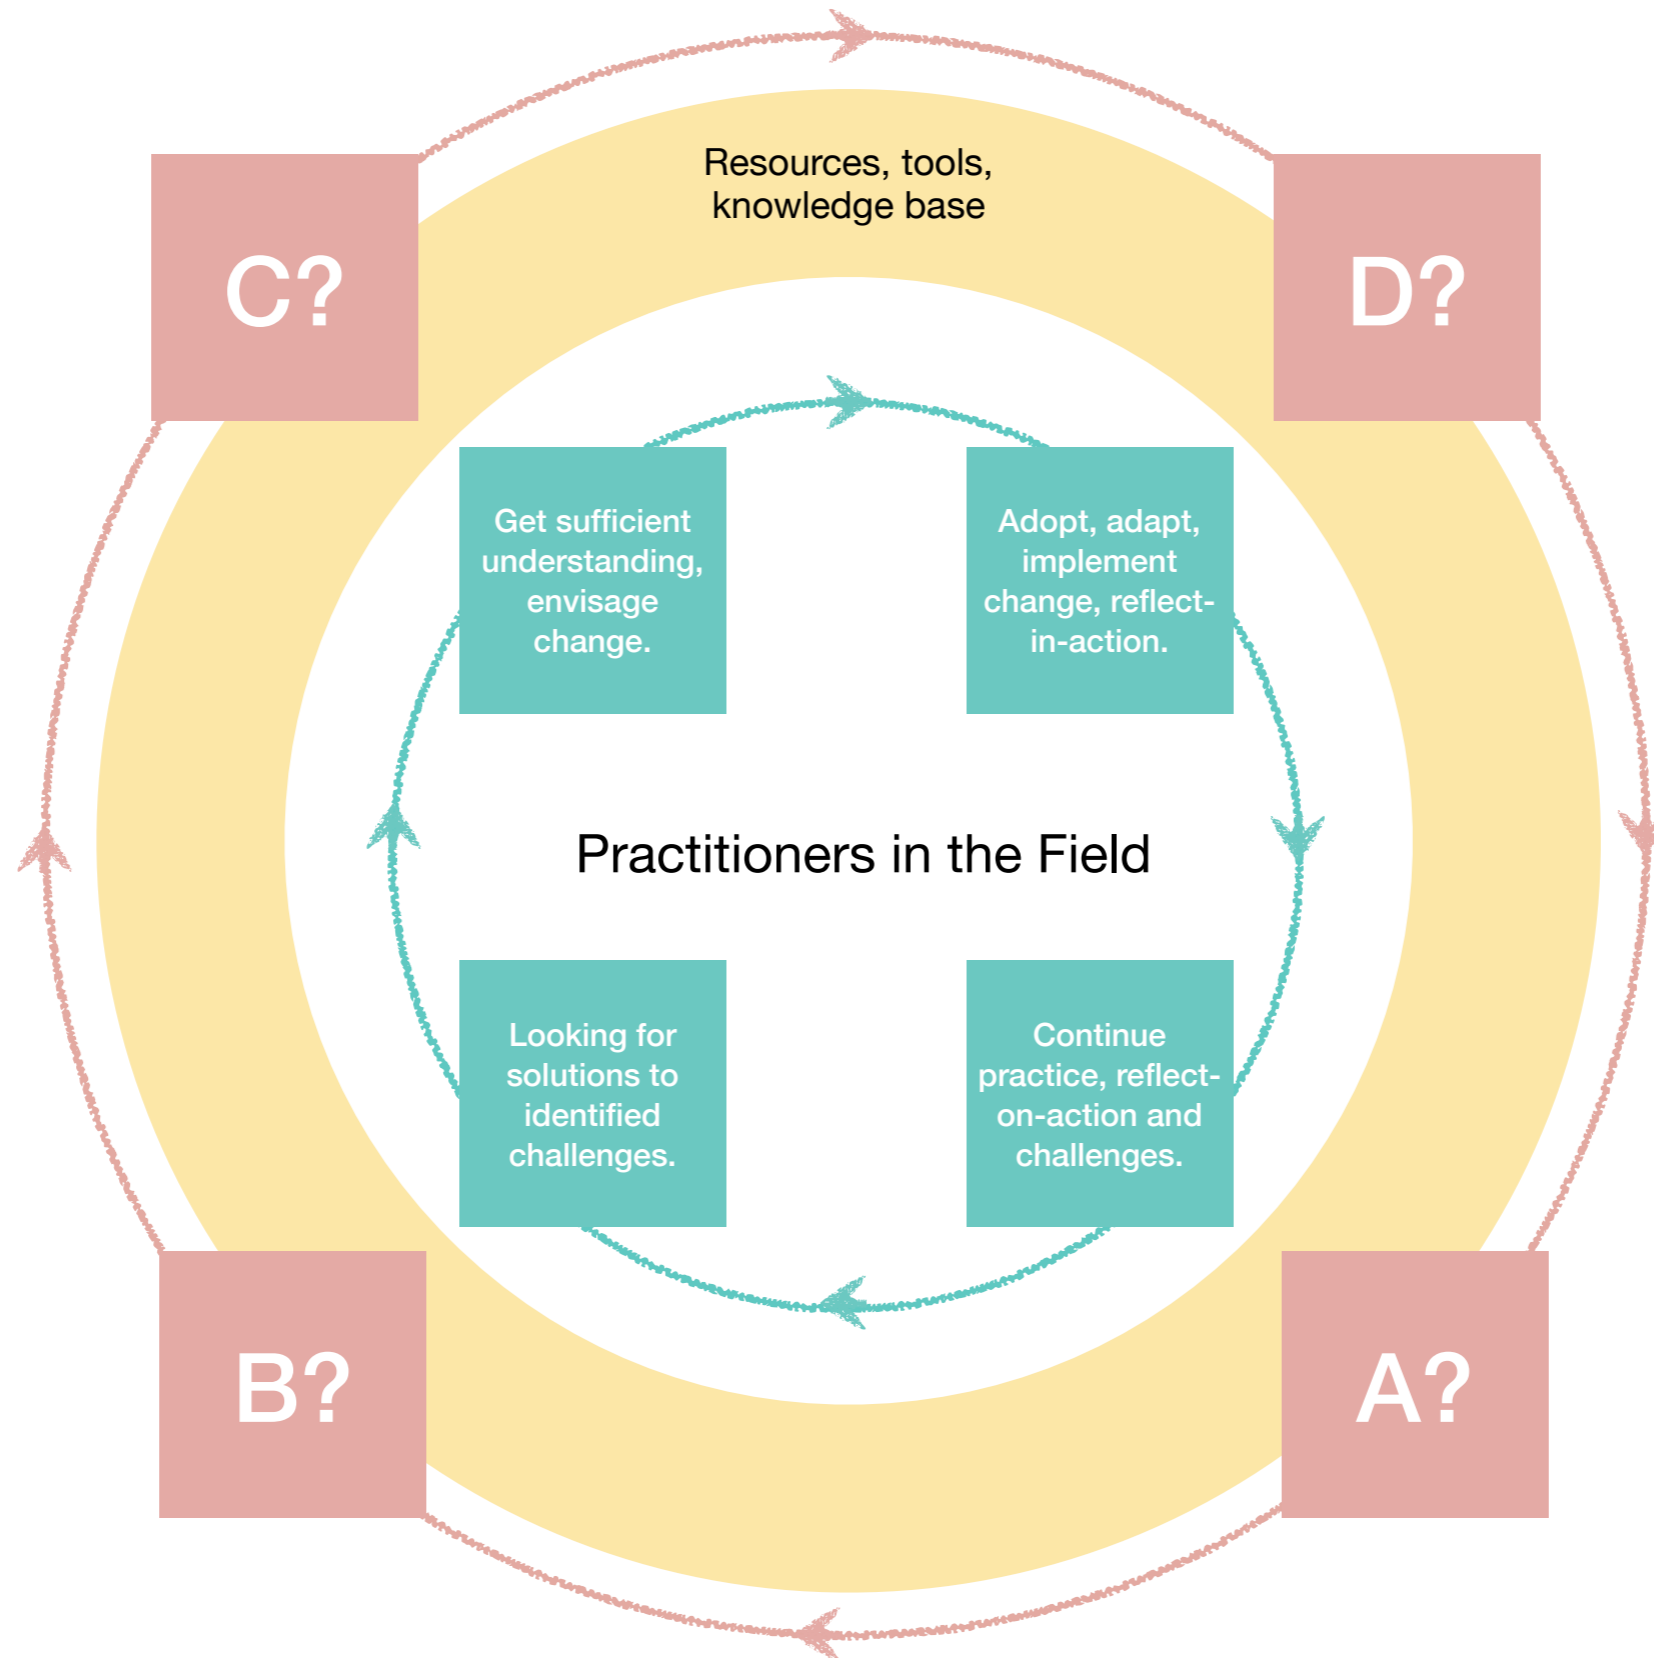 Resources, tools,
knowledge base
C?
D?
Get sufficient
understanding,
envisage
change.
Adopt, adapt,
implement
change, reflect-
in-action.
Practitioners in the Field
Looking for
solutions to
identified
challenges.
Continue
practice, reflect-
on-action and
challenges.
B?
A?